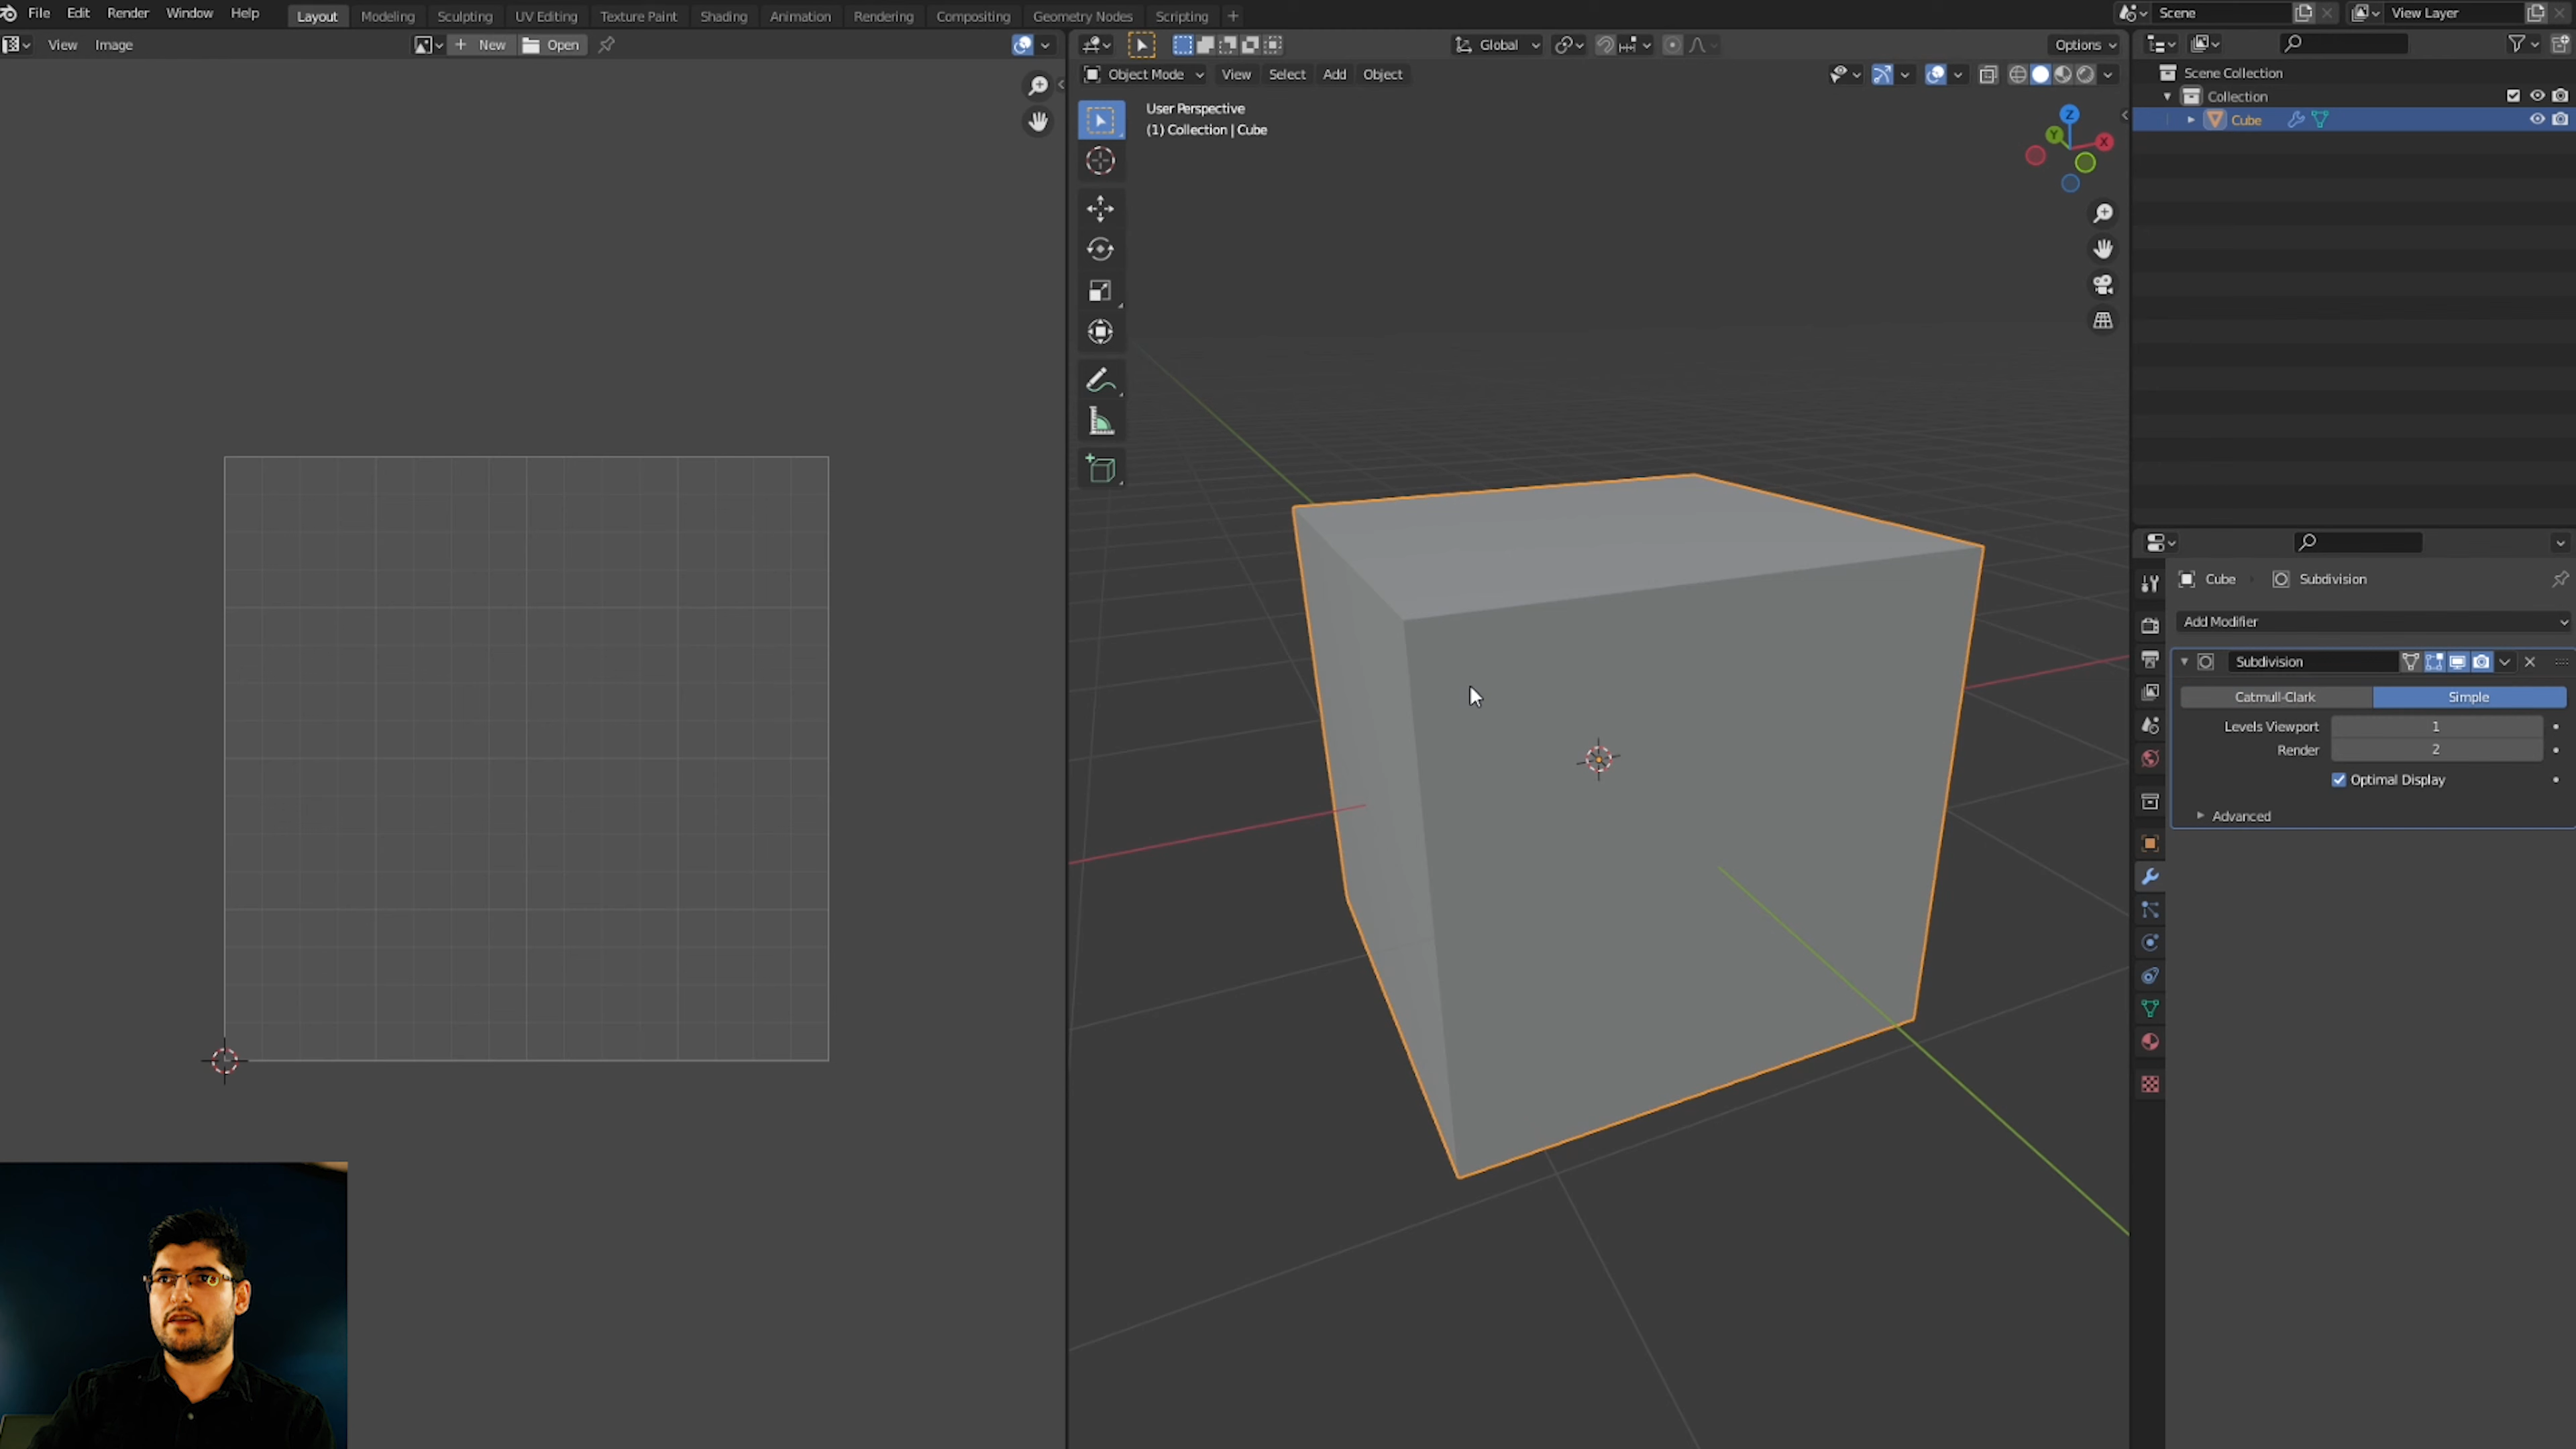 File Edit Render Window Help Layout Modeling Sculpting UV Editing Texture Paint Shading Animation Rendering Compositing Geometry Nodes Scripting + Scene View Layer
View Image New Open Global Options
Object Mode View Select Add Object
User Perspective
(1) Collection | Cube
Z
Y
X
Scene Collection
Collection
Cube
Cube Subdivision
Add Modifier
Subdivision
Catmull-Clark Simple
Levels Viewport 1
Render 2
Optimal Display
Advanced